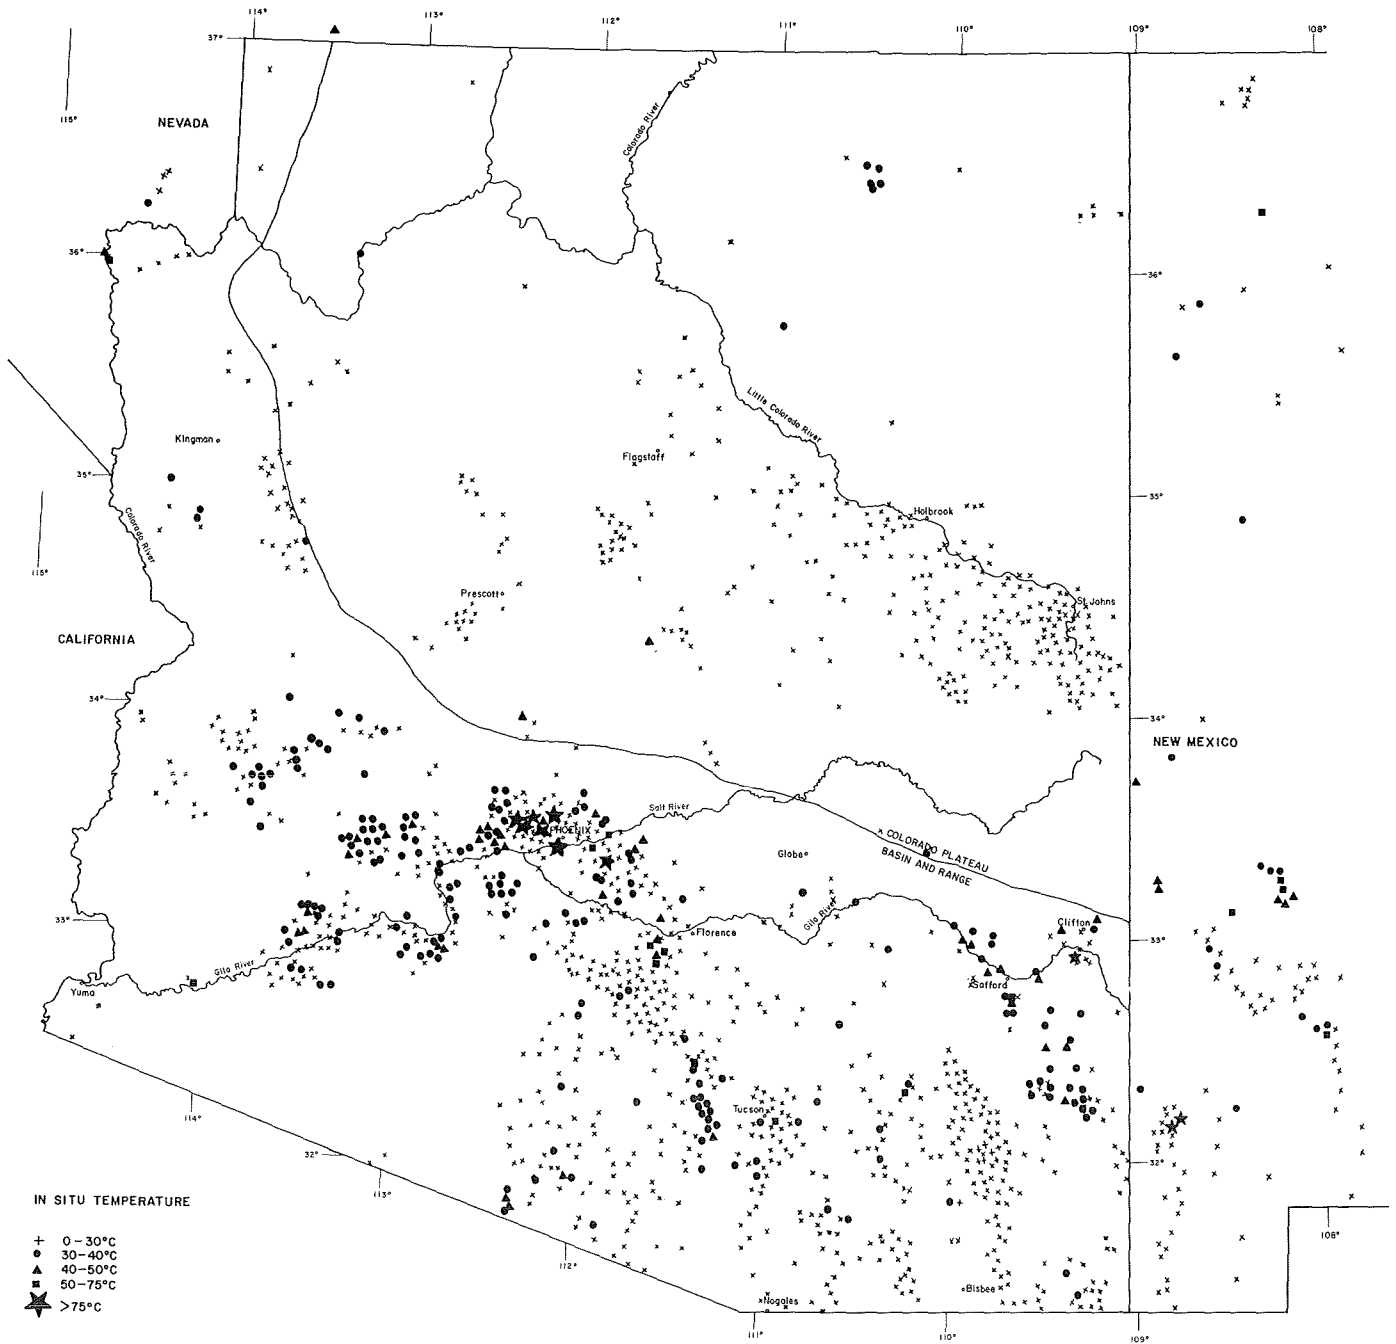 114°
113°
112°
111°
110°
109°
108°
37°
37°
115°
NEVADA
Colorado River
36°
36°
Kingman
Little Colorado River
Flagstaff
35°
35°
Colorado River
Holbrook
115°
Prescott
St. Johns
CALIFORNIA
34°
34°
NEW MEXICO
Salt River
PHOENIX
COLORADO PLATEAU
BASIN AND RANGE
Globe
Gila River
33°
Florence
Clifton
33°
Gila River
Safford
Yuma
114°
Tucson
32°
32°
113°
IN SITU TEMPERATURE
0-30°C
30-40°C
40-50°C
50-75°C
>75°C
112°
108°
Bisbee
Nogales
111°
110°
109°